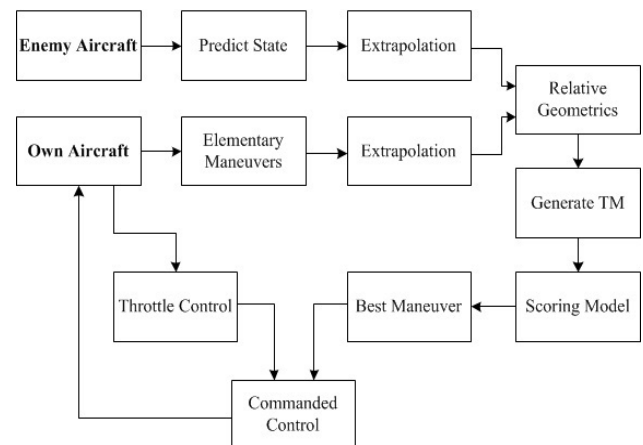 Enemy Aircraft
Predict State
Extrapolation
Relative
Geometrics
Own Aircraft
Elementary
Maneuvers
Extrapolation
Generate TM
Throttle Control
Best Maneuver
Scoring Model
Commanded
Control